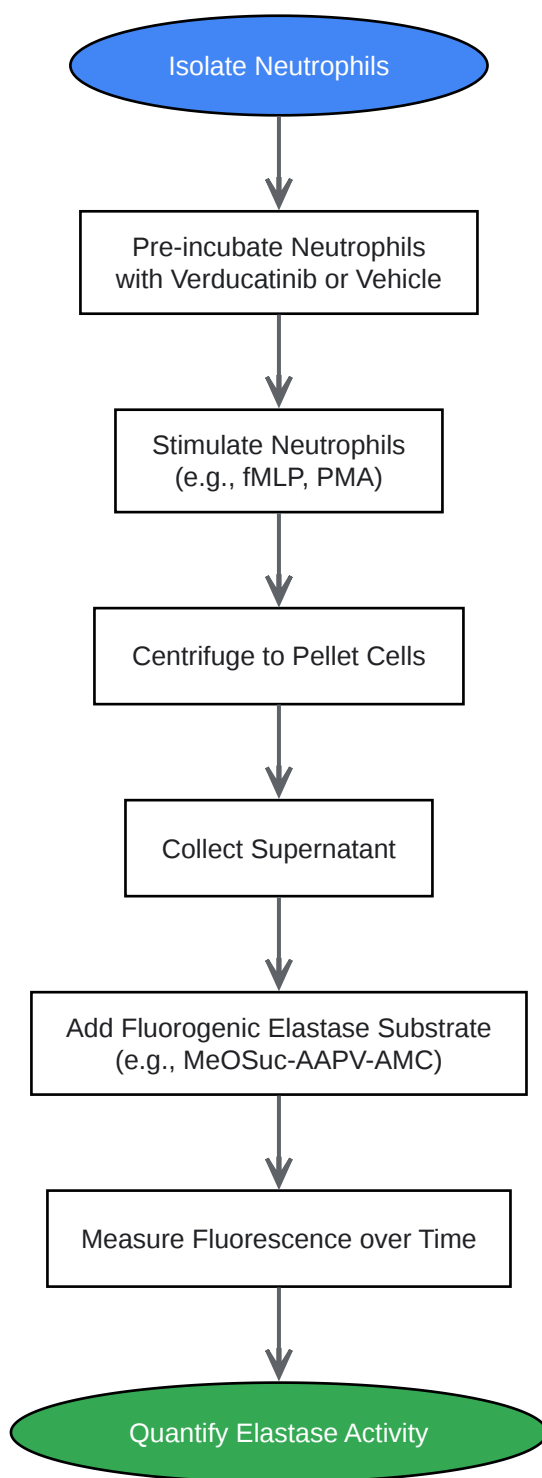 Isolate Neutrophils
Pre-incubate Neutrophils
with Verducatinib or Vehicle
Stimulate Neutrophils
(e.g., fMLP, PMA)
Centrifuge to Pellet Cells
Collect Supernatant
Add Fluorogenic Elastase Substrate
(e.g., MeOSuc-AAPV-AMC)
Measure Fluorescence over Time
Quantify Elastase Activity